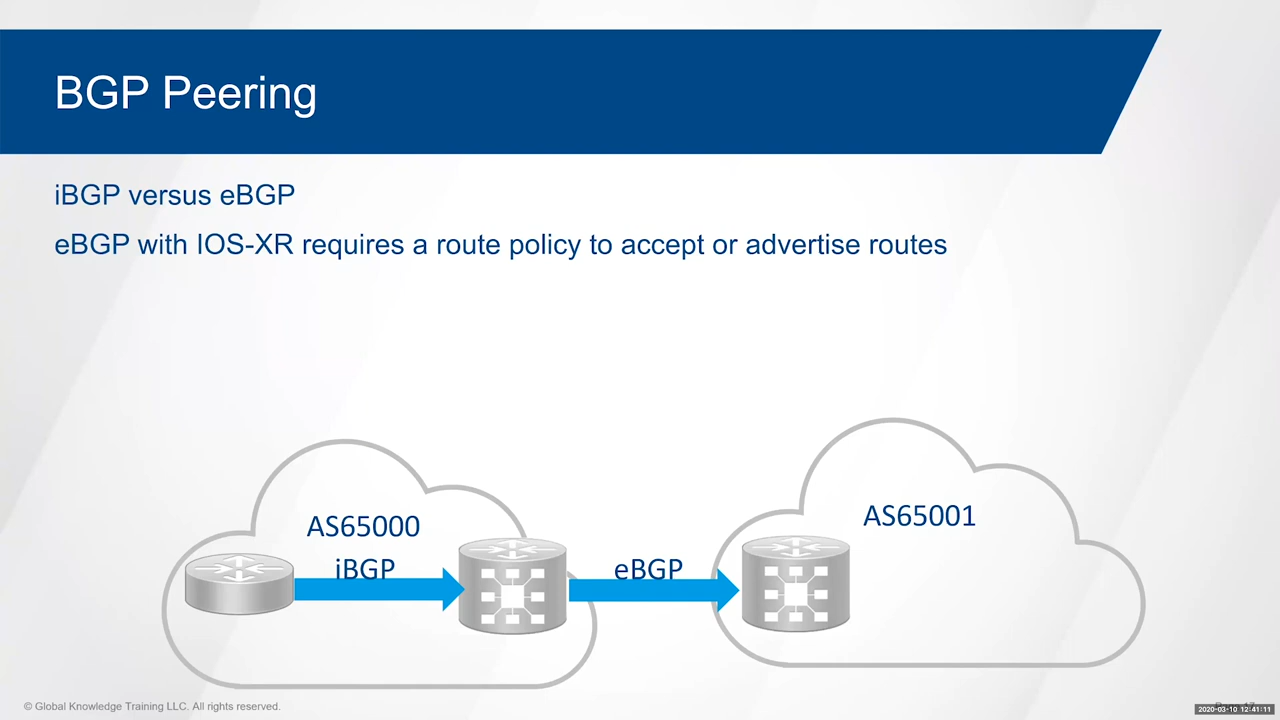 BGP Peering
iBGP versus eBGP
eBGP with IOS-XR requires a route policy to accept or advertise routes
AS65000
iBGP
eBGP
AS65001
© Global Knowledge Training LLC. All rights reserved.
2020-03-10 12:41:11